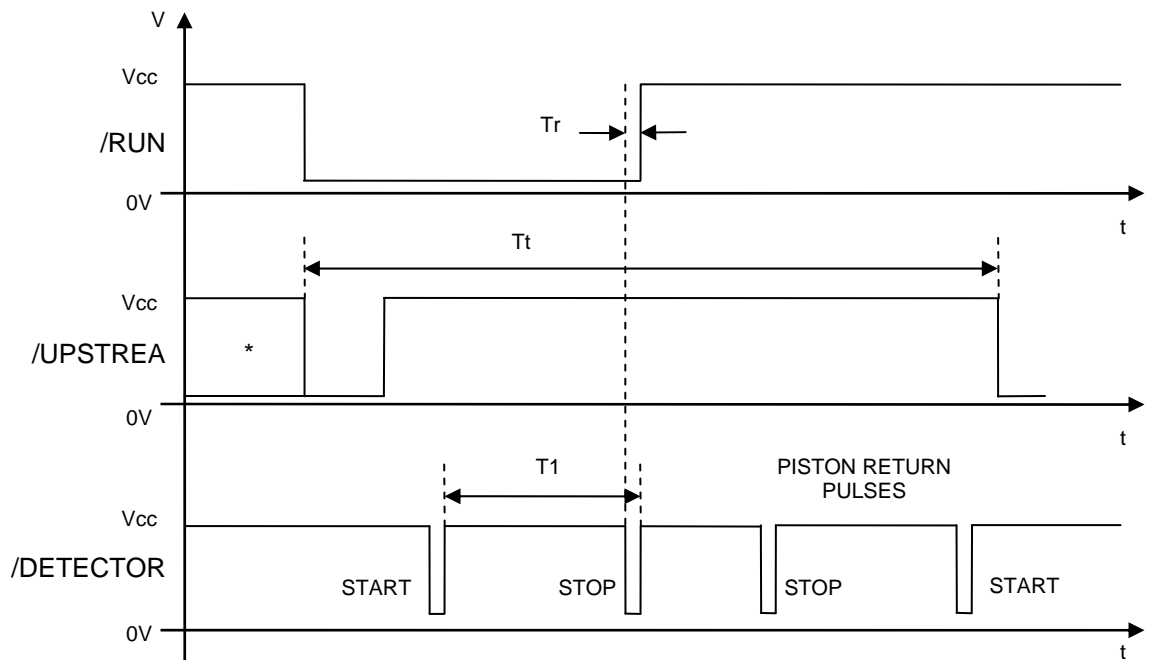 V
Vcc
/RUN
Tr
0V
t
Tt
Vcc
/UPSTREA
*
0V
t
T1
PISTON RETURN
PULSES
Vcc
/DETECTOR
START
STOP
STOP
START
0V
t